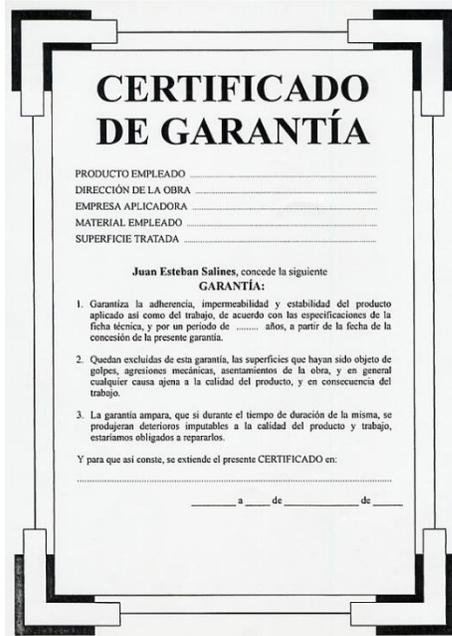 CERTIFICADO
DE GARANTÍA
PRODUCTO EMPLEADO ................................................
DIRECCIÓN DE LA OBRA ................................................
EMPRESA APLICADORA ................................................
MATERIAL EMPLEADO ................................................
SUPERFICIE TRATADA ................................................
Juan Esteban Salines, concede la siguiente
GARANTÍA:
1. Garantiza la adherencia, impermeabilidad y estabilidad del producto
aplicado así como del trabajo, de acuerdo con las especificaciones de la
ficha técnica, y por un periodo de ......... años, a partir de la fecha de la
concesión de la presente garantía.
2. Quedan excluidas de esta garantía, las superficies que hayan sido objeto de
golpes, agresiones mecánicas, asentamientos de la obra, y en general
cualquier causa ajena a la calidad del producto, y en consecuencia del
trabajo.
3. La garantía ampara, que si durante el tiempo de duración de la misma, se
produjeran deterioros imputables a la calidad del producto y trabajo,
estaríamos obligados a repararlos.
Y para que así conste, se extiende el presente CERTIFICADO en:
................................................................................
_________ a _____ de _______________ de ______